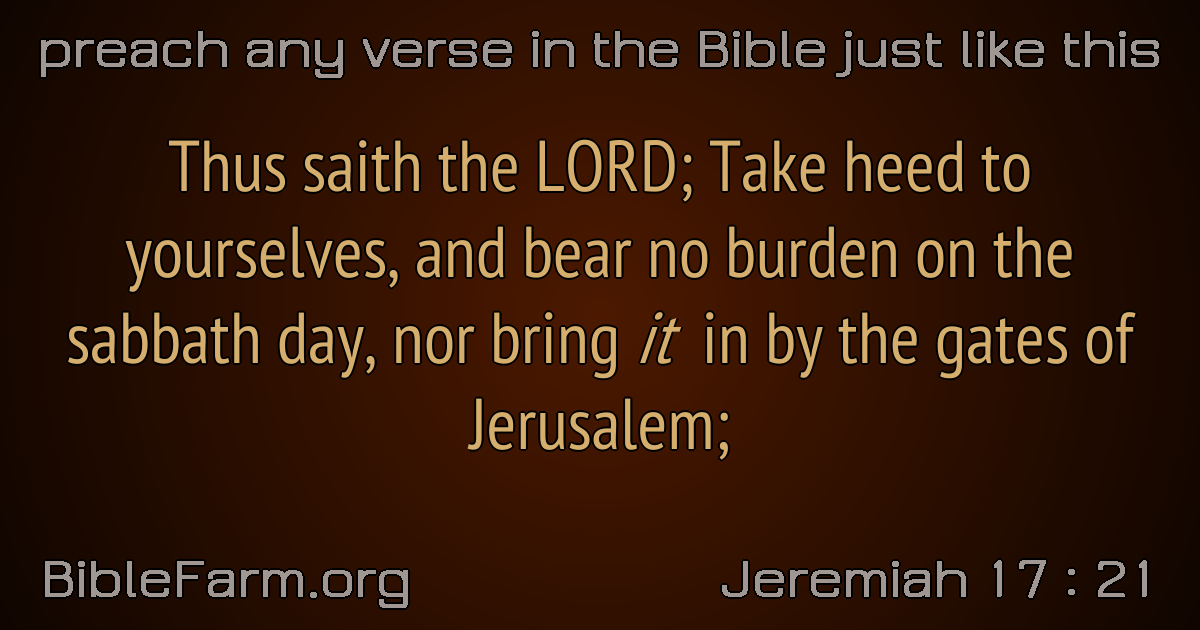 preach any verse in the Bible just like this
Thus saith the LORD; Take heed to
yourselves, and bear no burden on the
sabbath day, nor bring it in by the gates of
Jerusalem;
BibleFarm.org
Jeremiah 17 : 21